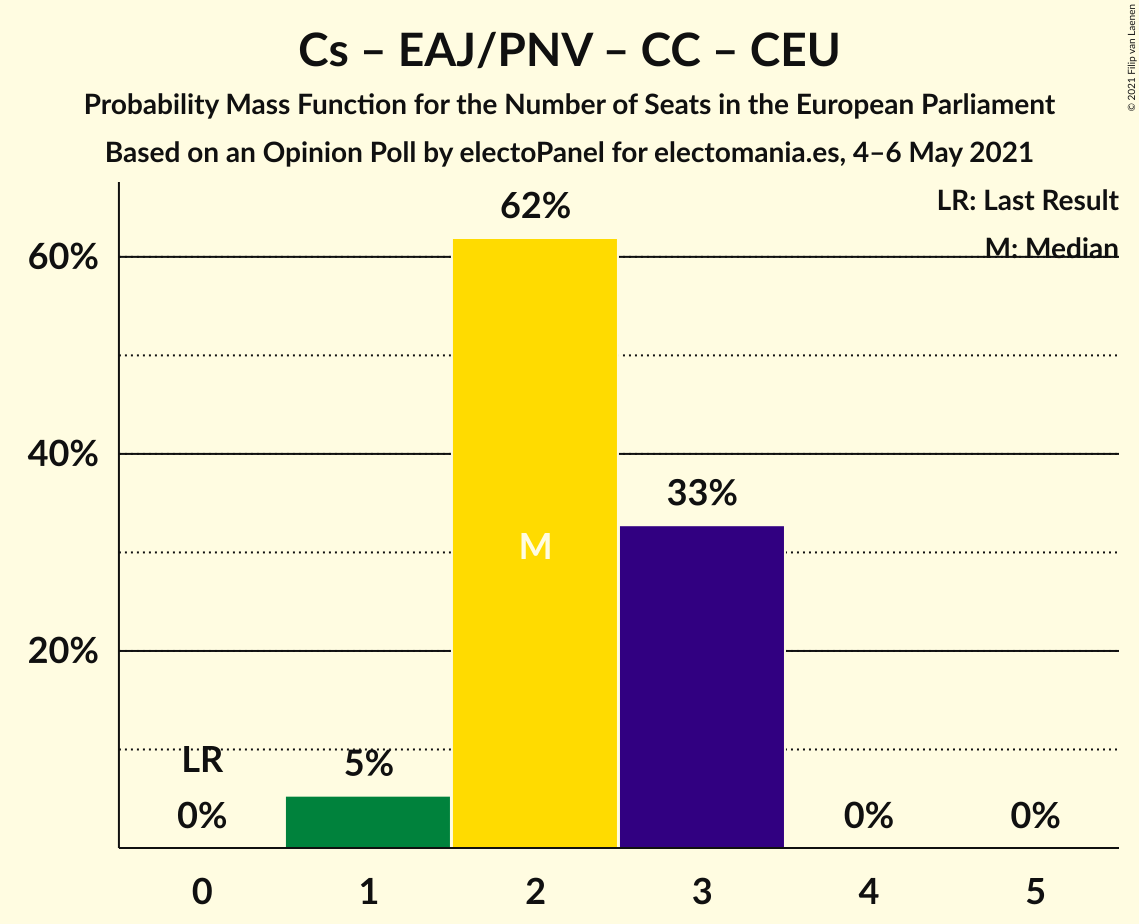 Cs – EAJ/PNV – CC – CEU
Probability Mass Function for the Number of Seats in the European Parliament
Based on an Opinion Poll by electoPanel for electomania.es, 4–6 May 2021
© 2021 Filip van Laenen
LR: Last Result
M: Median
62%
60%
40%
33%
M
20%
LR
5%
0%
0%
0%
0 1 2 3 4 5